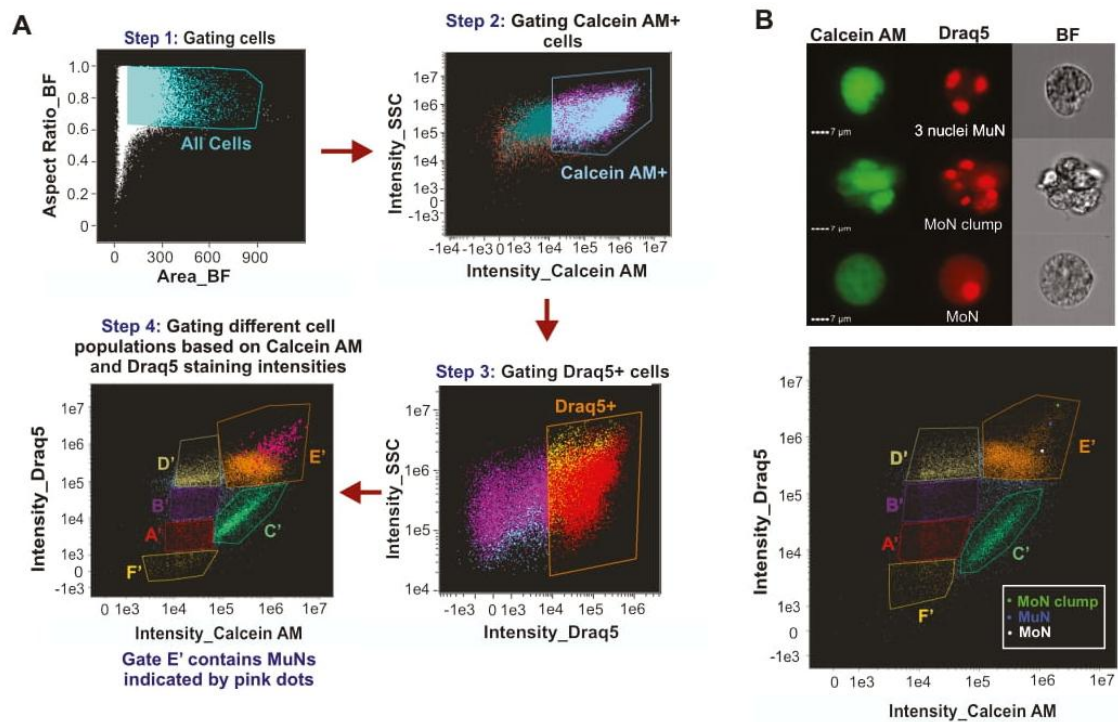 A
Step 1: Gating cells
Aspect Ratio_BF
1.0
0.8
0.6
0.4
0.2
0
All Cells
0 300 600 900
Area_BF
Step 2: Gating Calcein AM+
cells
Intensity_SSC
1e7
1e6
1e5
1e4
1e3
0
-1e3
Calcein AM+
-1e4 -1e3 0 1e3 1e4 1e5 1e6 1e7
Intensity_Calcein AM
Step 4: Gating different cell
populations based on Calcein AM
and Draq5 staining intensities
Intensity_Draq5
1e7
1e6
1e5
1e4
1e3
0
-1e3
D'
E'
B'
A'
C'
F'
0 1e3 1e4 1e5 1e6 1e7
Intensity_Calcein AM
Gate E' contains MuNs
indicated by pink dots
Step 3: Gating Draq5+ cells
Draq5+
Intensity_SSC
1e7
1e6
1e5
1e4
0 1e3 1e4 1e5 1e6
Intensity_Draq5
B
Calcein AM Draq5 BF
7 µm
3 nuclei MuN
7 µm
MoN clump
7 µm
MoN
Intensity_Draq5
1e7
1e6
1e5
1e4
1e3
0
-1e3
D'
E'
B'
A'
C'
F'
MoN clump
MuN
MoN
0 1e3 1e4 1e5 1e6 1e7
Intensity_Calcein AM